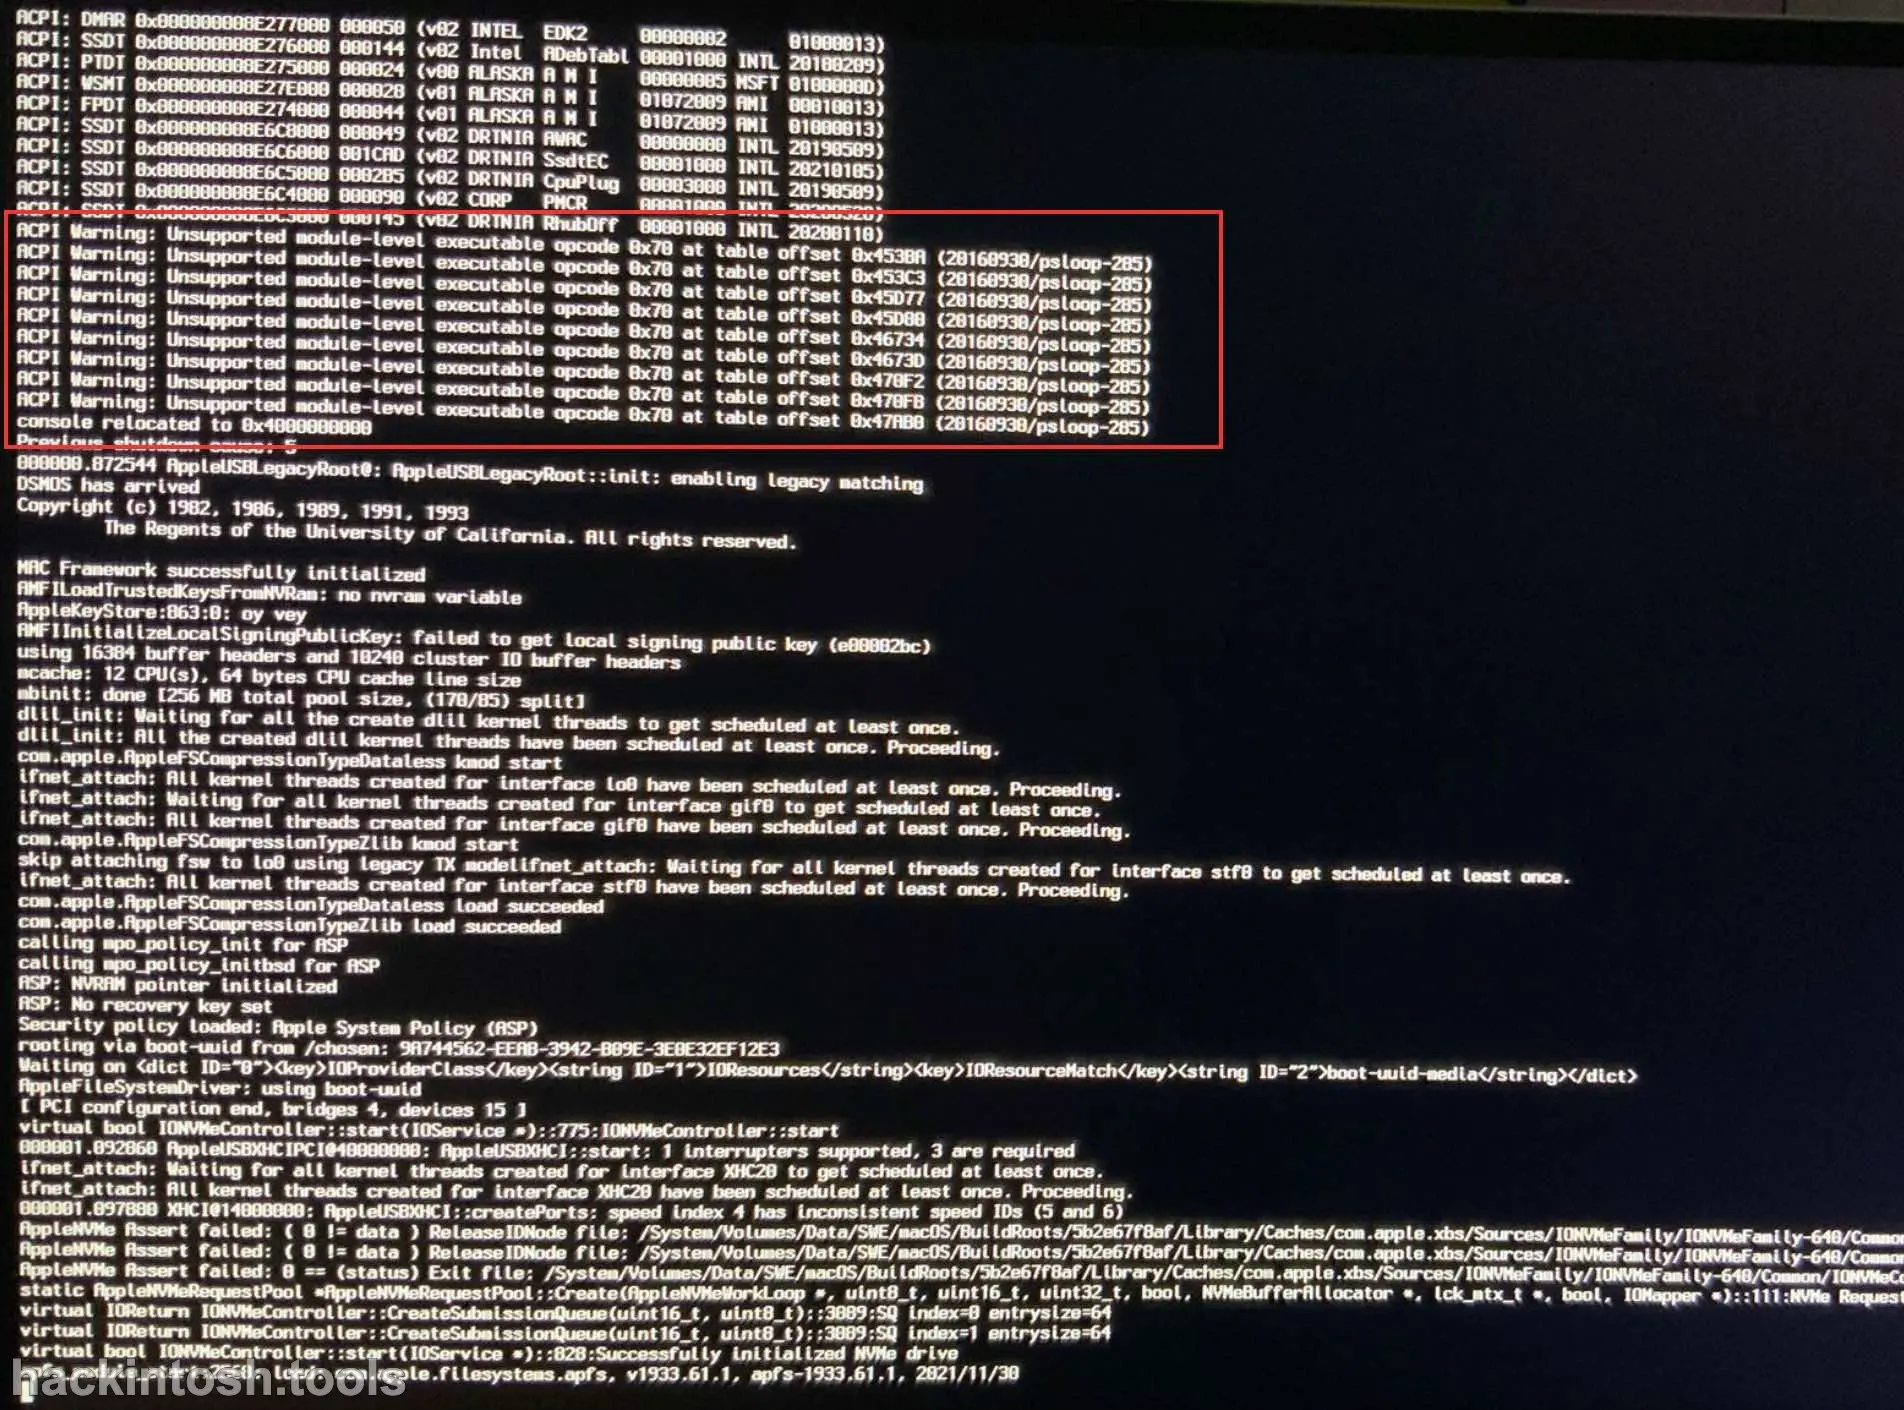 ACPI: DMAR 0x000000008E277000 000050 (v02 INTEL  EDK2     00000002      01000013)
ACPI: SSDT 0x000000008E276000 000144 (v02 Intel  ADebTabl 00001000 INTL 20180209)
ACPI: PTDT 0x000000008E275000 000024 (v00 ALASKA A M I    00000005 MSFT 0100000D)
ACPI: WSMT 0x000000008E27E000 000028 (v01 ALASKA A M I    01072009 AMI  00010013)
ACPI: FPDT 0x000000008E274000 000044 (v01 ALASKA A M I    01072009 AMI  01000013)
ACPI: SSDT 0x000000008E6C8000 000049 (v02 DRTNIA AWAC     00000000 INTL 20190509)
ACPI: SSDT 0x000000008E6C6000 001CAD (v02 DRTNIA SsdtEC   00001000 INTL 20210105)
ACPI: SSDT 0x000000008E6C5000 000285 (v02 DRTNIA CpuPlug  00003000 INTL 20190509)
ACPI: SSDT 0x000000008E6C4000 000090 (v02 CORP   PMCR     00001000 INTL 20200528)
ACPI: SSDT 0x000000008E6C3000 000145 (v02 DRTNIA RhubOff  00001000 INTL 20200110)
ACPI Warning: Unsupported module-level executable opcode 0x70 at table offset 0x453BA (20160930/psloop-285)
ACPI Warning: Unsupported module-level executable opcode 0x70 at table offset 0x453C3 (20160930/psloop-285)
ACPI Warning: Unsupported module-level executable opcode 0x70 at table offset 0x45D77 (20160930/psloop-285)
ACPI Warning: Unsupported module-level executable opcode 0x70 at table offset 0x45D80 (20160930/psloop-285)
ACPI Warning: Unsupported module-level executable opcode 0x70 at table offset 0x46734 (20160930/psloop-285)
ACPI Warning: Unsupported module-level executable opcode 0x70 at table offset 0x4673D (20160930/psloop-285)
ACPI Warning: Unsupported module-level executable opcode 0x70 at table offset 0x470F2 (20160930/psloop-285)
ACPI Warning: Unsupported module-level executable opcode 0x70 at table offset 0x470FB (20160930/psloop-285)
ACPI Warning: Unsupported module-level executable opcode 0x70 at table offset 0x47AB0 (20160930/psloop-285)
console relocated to 0x4000000000
Previous shutdown cause: 5
000000.872544 AppleUSBLegacyRoot@: AppleUSBLegacyRoot::init: enabling legacy matching
DSMOS has arrived
Copyright (c) 1982, 1986, 1989, 1991, 1993
The Regents of the University of California. All rights reserved.
MAC Framework successfully initialized
AMFILoadTrustedKeysFromNVRam: no nvram variable
AppleKeyStore:863:0: oy vey
AMFIInitializeLocalSigningPublicKey: failed to get local signing public key (e00002bc)
using 16384 buffer headers and 10240 cluster IO buffer headers
mcache: 12 CPU(s), 64 bytes CPU cache line size
mbinit: done [256 MB total pool size, (170/85) split]
dlil_init: Waiting for all the create dlil kernel threads to get scheduled at least once.
dlil_init: All the created dlil kernel threads have been scheduled at least once. Proceeding.
com.apple.AppleFSCompressionTypeDataless kmod start
ifnet_attach: All kernel threads created for interface lo0 have been scheduled at least once. Proceeding.
ifnet_attach: Waiting for all kernel threads created for interface gif0 to get scheduled at least once.
ifnet_attach: All kernel threads created for interface gif0 have been scheduled at least once. Proceeding.
com.apple.AppleFSCompressionTypeZlib kmod start
skip attaching fsw to lo0 using legacy TX modelifnet_attach: Waiting for all kernel threads created for interface stf0 to get scheduled at least once.
ifnet_attach: All kernel threads created for interface stf0 have been scheduled at least once. Proceeding.
com.apple.AppleFSCompressionTypeDataless load succeeded
com.apple.AppleFSCompressionTypeZlib load succeeded
calling mpo_policy_init for ASP
calling mpo_policy_initbsd for ASP
ASP: NVRAM pointer initialized
ASP: No recovery key set
Security policy loaded: Apple System Policy (ASP)
rooting via boot-uuid from /chosen: 9A744562-EEAB-3942-B09E-3E0E32EF12E3
Waiting on <dict ID="0"><key>IOProviderClass</key><string ID="1">IOResources</string><key>IOResourceMatch</key><string ID="2">boot-uuid-media</string></dict>
AppleFileSystemDriver: using boot-uuid
[ PCI configuration end, bridges 4, devices 15 ]
virtual bool IONVMeController::start(IOService *)::775:IONVMeController::start
000001.092860 AppleUSBXHCIPCI@40000000: AppleUSBXHCI::start: 1 interrupters supported, 3 are required
ifnet_attach: Waiting for all kernel threads created for interface XHC20 to get scheduled at least once.
ifnet_attach: All kernel threads created for interface XHC20 have been scheduled at least once. Proceeding.
000001.097800 XHCI@14000000: AppleUSBXHCI::createPorts: speed index 4 has inconsistent speed IDs (5 and 6)
AppleNVMe Assert failed: ( 0 != data ) ReleaseIDNode file: /System/Volumes/Data/SWE/macOS/BuildRoots/5b2e67f8af/Library/Caches/com.apple.xbs/Sources/IONVMeFamily/IONVMeFamily-640/Common
AppleNVMe Assert failed: ( 0 != data ) ReleaseIDNode file: /System/Volumes/Data/SWE/macOS/BuildRoots/5b2e67f8af/Library/Caches/com.apple.xbs/Sources/IONVMeFamily/IONVMeFamily-640/Common
AppleNVMe Assert failed: 0 == (status) Exit file: /System/Volumes/Data/SWE/macOS/BuildRoots/5b2e67f8af/Library/Caches/com.apple.xbs/Sources/IONVMeFamily/IONVMeFamily-640/Common/IONVMeCo
static AppleNVMeRequestPool *AppleNVMeRequestPool::Create(AppleNVMeWorkLoop *, uint8_t, uint16_t, uint32_t, bool, NVMeBufferAllocator *, lck_mtx_t *, bool, IOMapper *)::111:NVMe Request
virtual IOReturn IONVMeController::CreateSubmissionQueue(uint16_t, uint8_t)::3089:SQ index=0 entrysize=64
virtual IOReturn IONVMeController::CreateSubmissionQueue(uint16_t, uint8_t)::3089:SQ index=1 entrysize=64
virtual bool IONVMeController::start(IOService *)::828:Successfully initialized NVMe drive
load: com.apple.filesystems.apfs, v1933.61.1, apfs-1933.61.1, 2021/11/30
hackintosh.tools